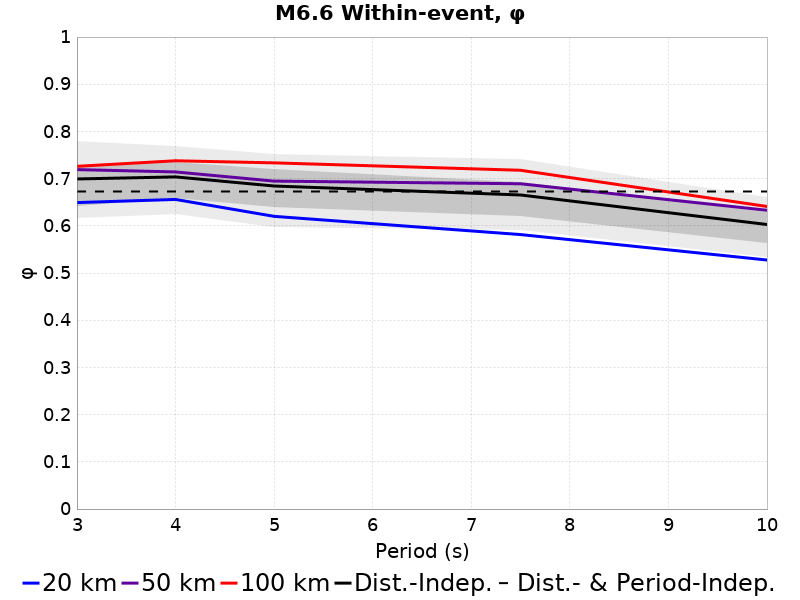 M6.6 Within-event, φ
1
0.9
0.8
0.7
0.6
0.5
0.4
0.3
0.2
0.1
0
φ
3 4 5 6 7 8 9 10
Period (s)
20 km 50 km 100 km Dist.-Indep. Dist.- & Period-Indep.